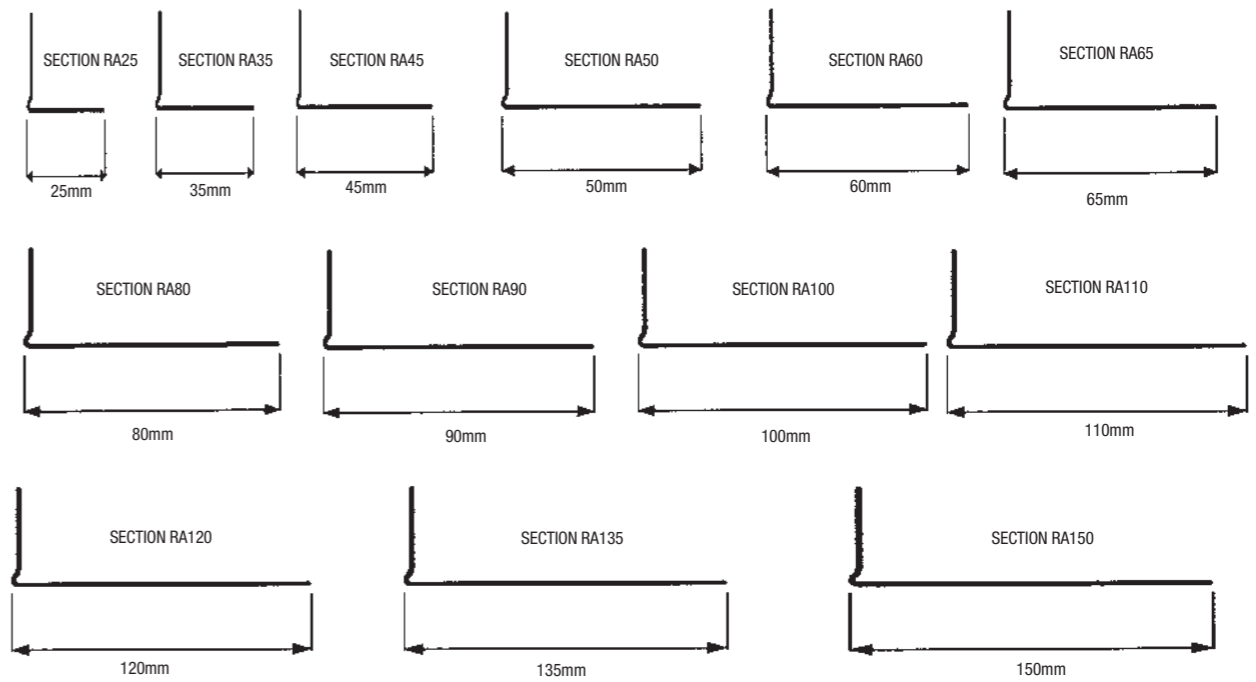 SECTION RA25
SECTION RA35
SECTION RA45
SECTION RA50
SECTION RA60
SECTION RA65
25mm
35mm
45mm
50mm
60mm
65mm
SECTION RA80
SECTION RA90
SECTION RA100
SECTION RA110
80mm
90mm
100mm
110mm
SECTION RA120
SECTION RA135
SECTION RA150
120mm
135mm
150mm